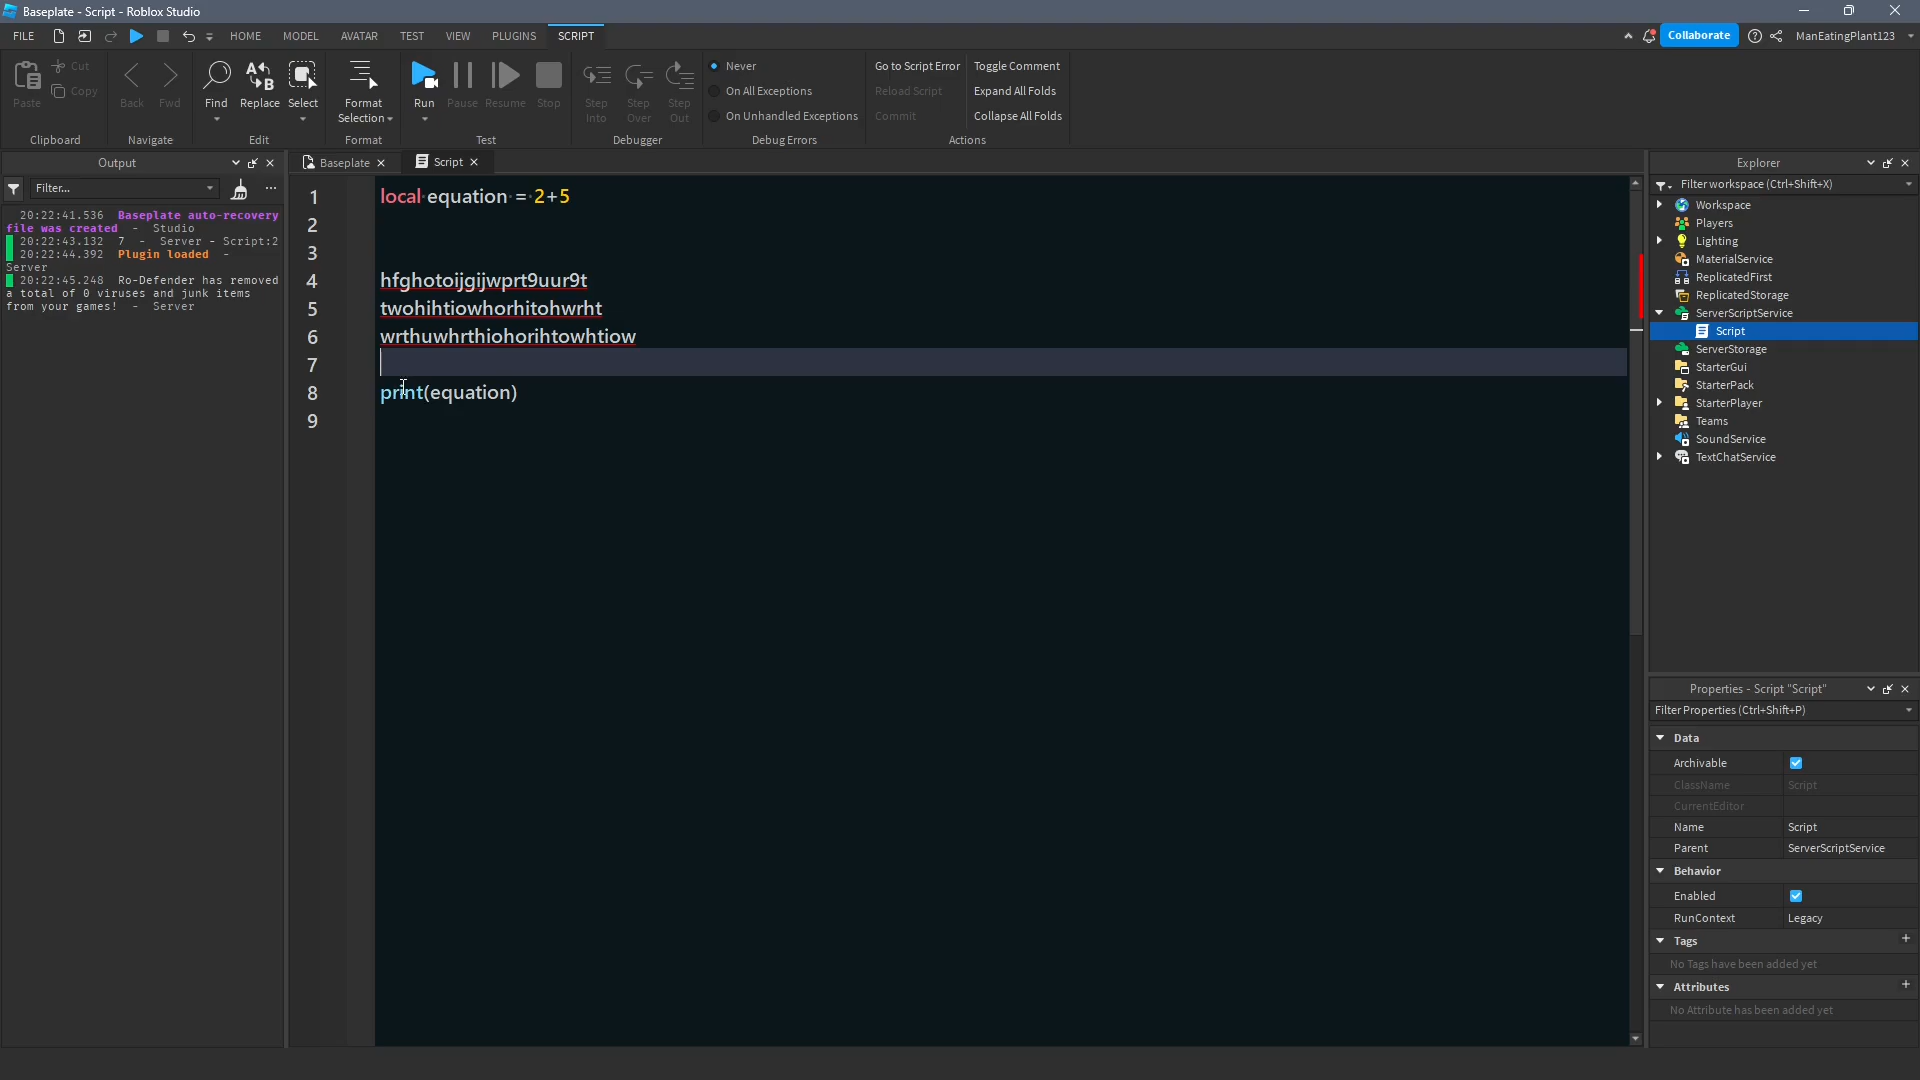 Baseplate - Script - Roblox Studio
FILE
HOME
MODEL
AVATAR
TEST
VIEW
PLUGINS
SCRIPT
Collaborate
ManEatingPlant123
Paste
Cut
Copy
Clipboard
Back
Fwd
Navigate
Find
Replace
Select
Edit
Format
Selection
Format
Run
Pause
Resume
Stop
Test
Step
Into
Step
Over
Step
Out
Debugger
Never
On All Exceptions
On Unhandled Exceptions
Debug Errors
Go to Script Error
Reload Script
Commit
Toggle Comment
Expand All Folds
Collapse All Folds
Actions
Output
Filter...
20:22:41.536 Baseplate auto-recovery
file was created - Studio
20:22:43.132 7 - Server - Script:2
20:22:44.392 Plugin loaded -
Server
20:22:45.248 Ro-Defender has removed
a total of 0 viruses and junk items
from your games! - Server
Baseplate
Script
1 local equation = 2+5
2
3
4 hfghotoijgijwprt9uur9t
5 twohihtiowhorhitohwrht
6 wrthuwhrthiohorihtowhtiow
7
8 print(equation)
9
Explorer
Filter workspace (Ctrl+Shift+X)
Workspace
Players
Lighting
MaterialService
ReplicatedFirst
ReplicatedStorage
ServerScriptService
Script
ServerStorage
StarterGui
StarterPack
StarterPlayer
Teams
SoundService
TextChatService
Properties - Script "Script"
Filter Properties (Ctrl+Shift+P)
Data
Archivable
ClassName Script
CurrentEditor
Name Script
Parent ServerScriptService
Behavior
Enabled
RunContext Legacy
Tags
No Tags have been added yet
Attributes
No Attribute has been added yet